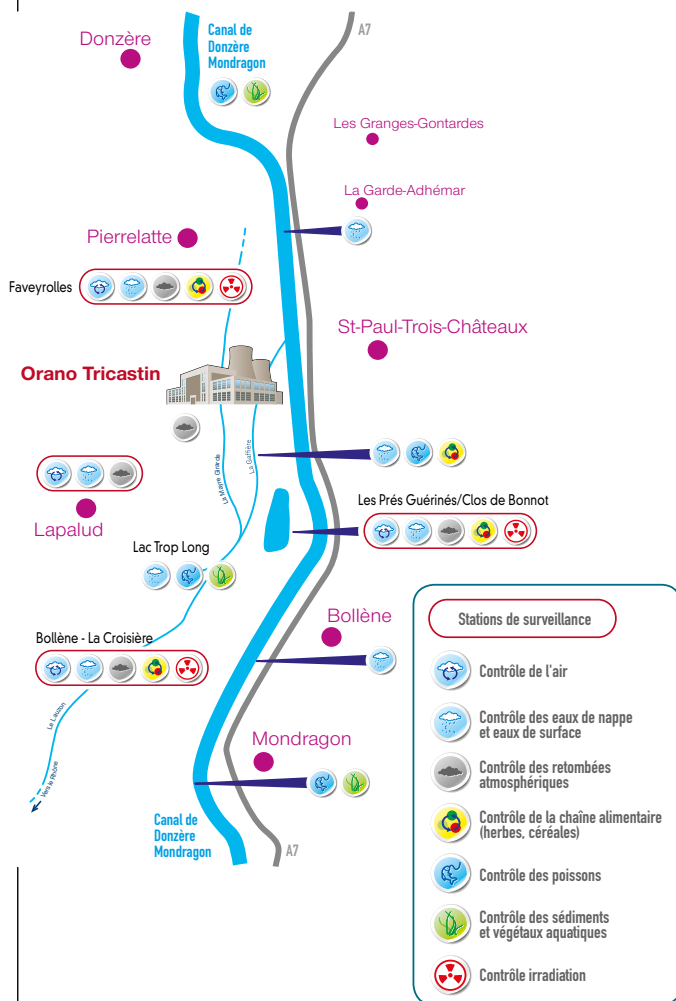 Donzère
Canal de
Donzère
Mondragon
A7
Les Granges-Gontardes
La Garde-Adhémar
Pierrelatte
Faveyrolles
St-Paul-Trois-Châteaux
Orano Tricastin
La Mayre Girarde
La Gaffière
Lapalud
Les Prés Guérinés/Clos de Bonnot
Lac Trop Long
Bollène
Bollène - La Croisière
Le Lauzon
Vers le Rhône
Mondragon
Canal de
Donzère
Mondragon
A7
Stations de surveillance
Contrôle de l'air
Contrôle des eaux de nappe
et eaux de surface
Contrôle des retombées
atmosphériques
Contrôle de la chaîne alimentaire
(herbes, céréales)
Contrôle des poissons
Contrôle des sédiments
et végétaux aquatiques
Contrôle irradiation